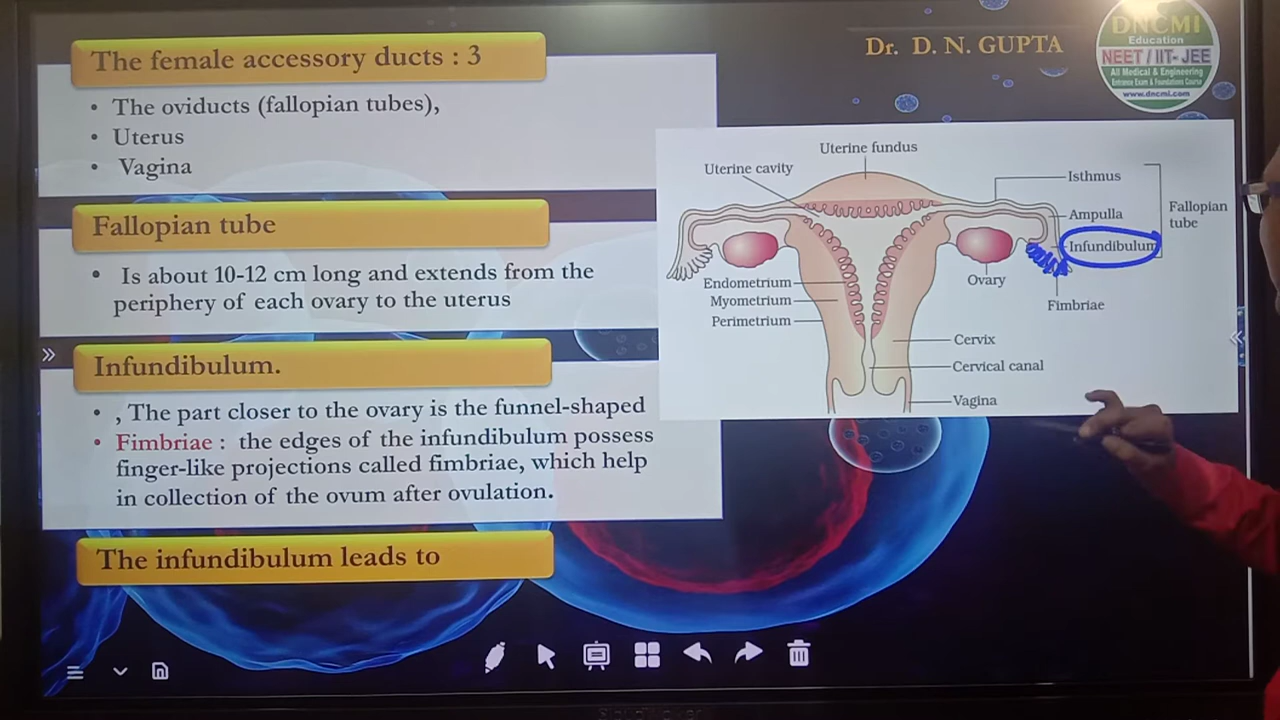 The female accessory ducts : 3
• The oviducts (fallopian tubes),
• Uterus
• Vagina
Fallopian tube
• Is about 10-12 cm long and extends from the
periphery of each ovary to the uterus
Infundibulum.
• , The part closer to the ovary is the funnel-shaped
• Fimbriae : the edges of the infundibulum possess
finger-like projections called fimbriae, which help
in collection of the ovum after ovulation.
The infundibulum leads to
Dr. D. N. GUPTA
DNCMI
Education
NEET / IIT- JEE
All Medical & Engineering
Entrance Exam & Foundations Course
www.dncmi.com
Uterine fundus
Uterine cavity
Isthmus
Ampulla
Fallopian
tube
Infundibulum
Ovary
Fimbriae
Endometrium
Myometrium
Perimetrium
Cervix
Cervical canal
Vagina